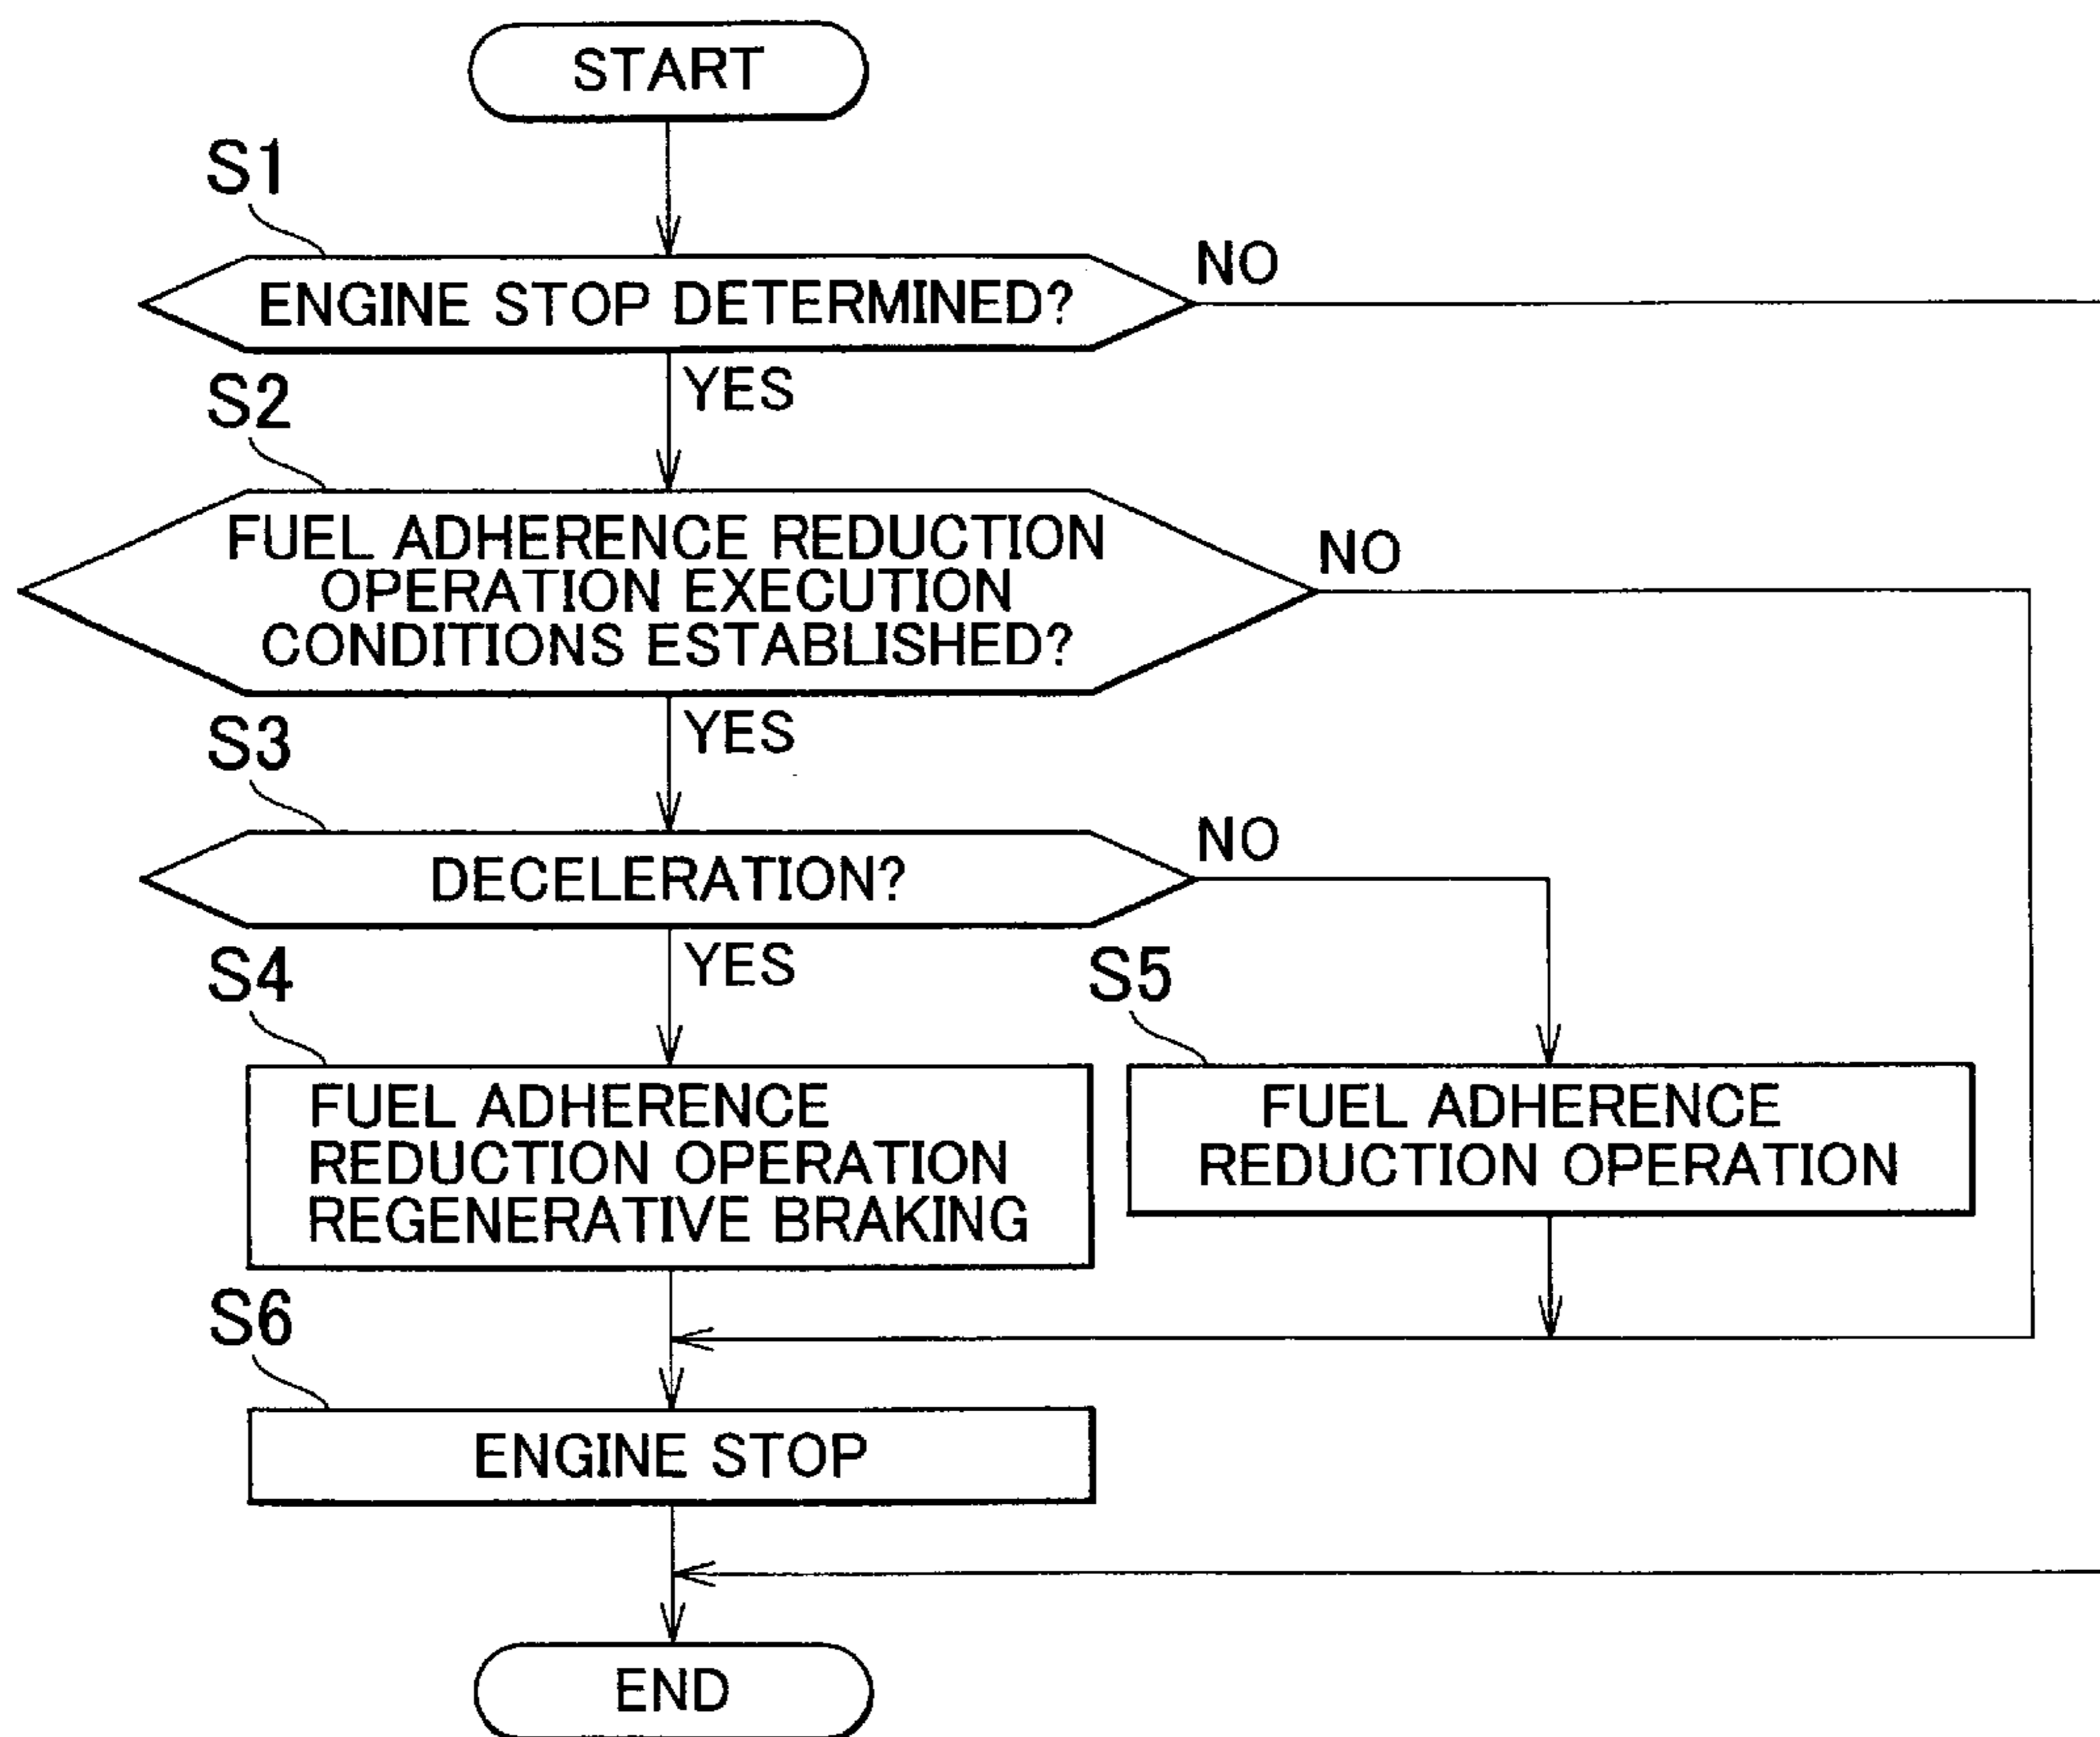 START
S1
ENGINE STOP DETERMINED?
NO
YES
S2
FUEL ADHERENCE REDUCTION
OPERATION EXECUTION
CONDITIONS ESTABLISHED?
NO
YES
S3
DECELERATION?
NO
YES
S4
FUEL ADHERENCE
REDUCTION OPERATION
REGENERATIVE BRAKING
S5
FUEL ADHERENCE
REDUCTION OPERATION
S6
ENGINE STOP
END